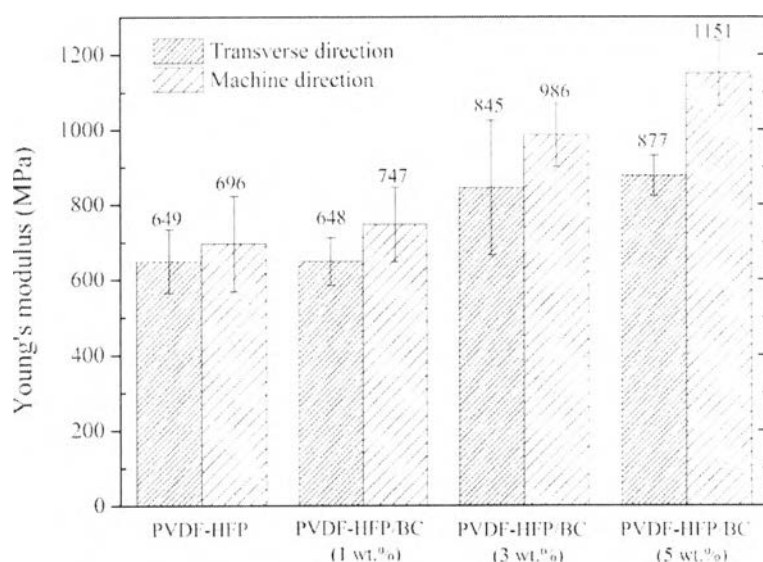 Young's modulus (MPa)
1200
1000
800
600
400
200
0
Transverse direction
Machine direction
649
696
648
747
845
986
877
1151
PVDF-HFP
PVDF-HFP/BC
(1 wt.%)
PVDF-HFP/BC
(3 wt.%)
PVDF-HFP BC
(5 wt.%)